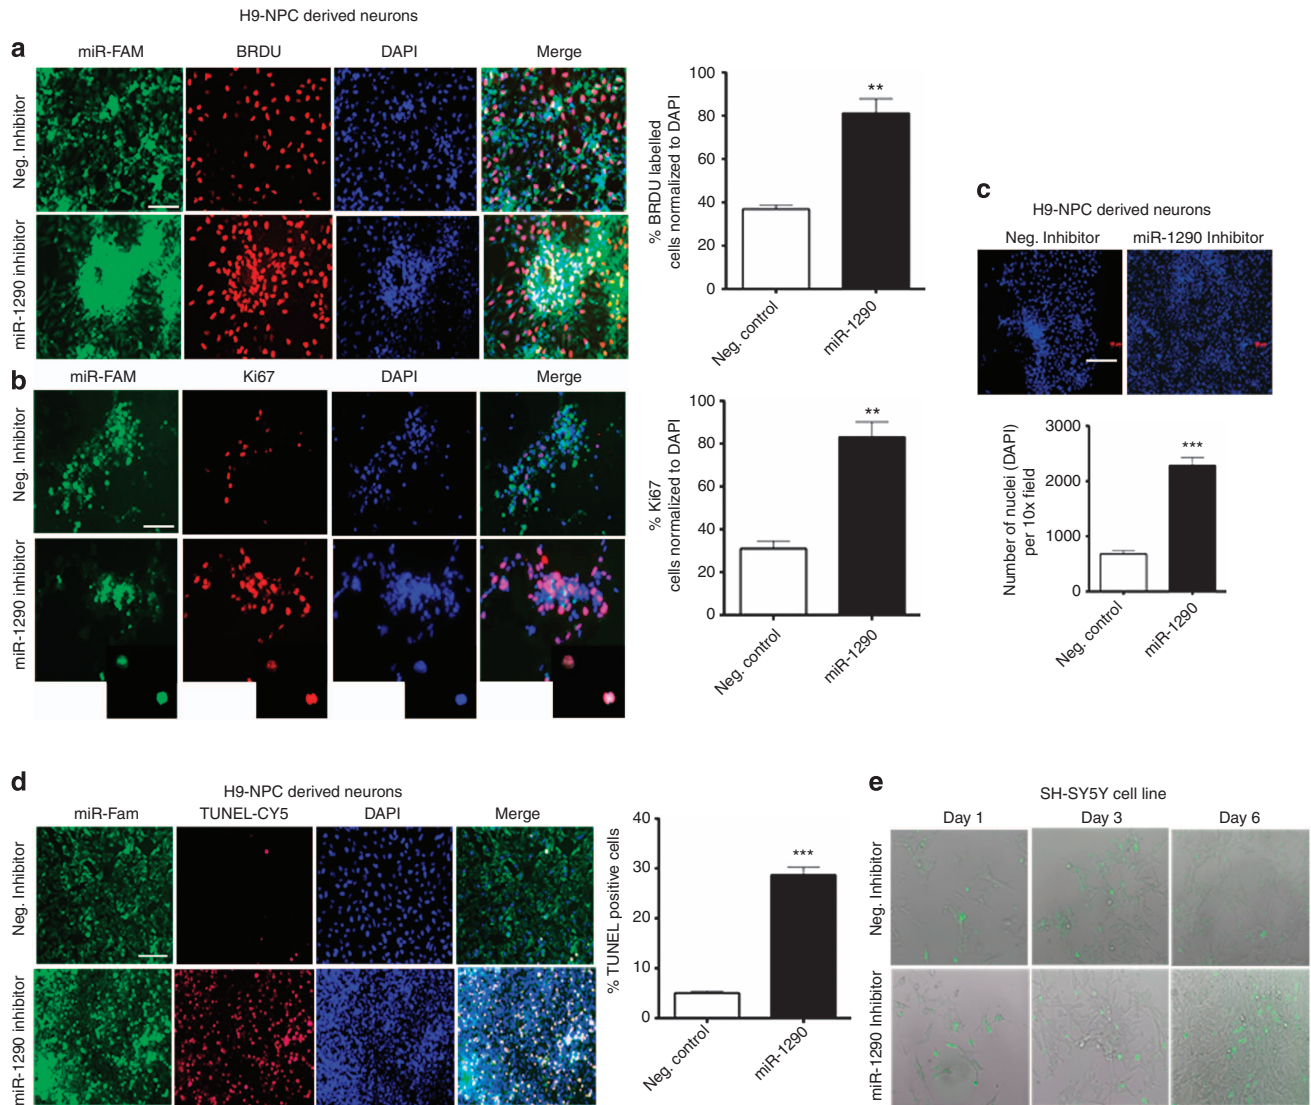 H9-NPC derived neurons
a
miR-FAM BRDU DAPI Merge
Neg. Inhibitor
miR-1290 inhibitor
% BRDU labelled
cells normalized to DAPI
100
80
60
40
20
0
**
Neg. control
miR-1290
b
miR-FAM Ki67 DAPI Merge
Neg. Inhibitor
miR-1290 inhibitor
% Ki67
cells normalized to DAPI
100
80
60
40
20
0
**
Neg. control
miR-1290
c
H9-NPC derived neurons
Neg. Inhibitor miR-1290 Inhibitor
Number of nuclei (DAPI)
per 10x field
3000
2000
1000
0
***
Neg. control
miR-1290
d
H9-NPC derived neurons
miR-Fam TUNEL-CY5 DAPI Merge
Neg. Inhibitor
miR-1290 inhibitor
% TUNEL positive cells
40
30
20
10
0
***
Neg. control
miR-1290
e
SH-SY5Y cell line
Day 1 Day 3 Day 6
Neg. Inhibitor
miR-1290 Inhibitor